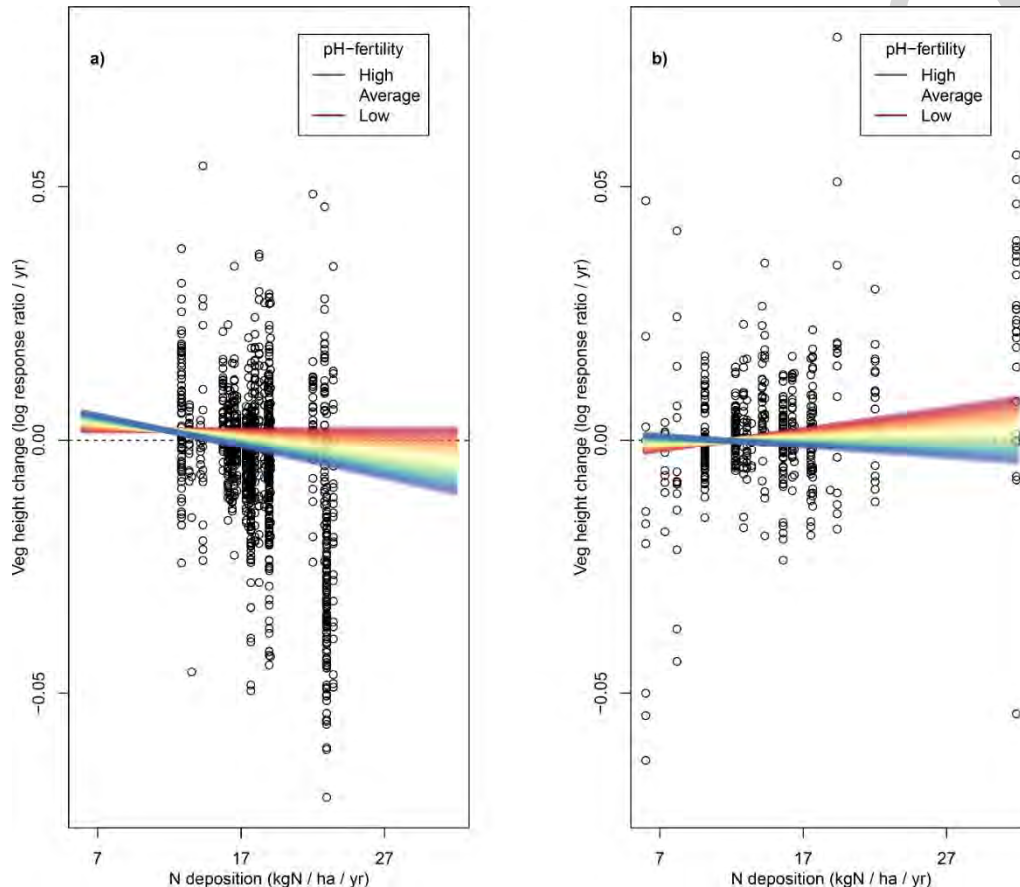 a)
pH−fertility
High
Average
Low
0.05
0.00
−0.05
Veg height change (log response ratio / yr)
7 17 27
N deposition (kgN / ha / yr)
b)
pH−fertility
High
Average
Low
0.05
0.00
−0.05
Veg height change (log response ratio / yr)
7 17 27
N deposition (kgN / ha / yr)